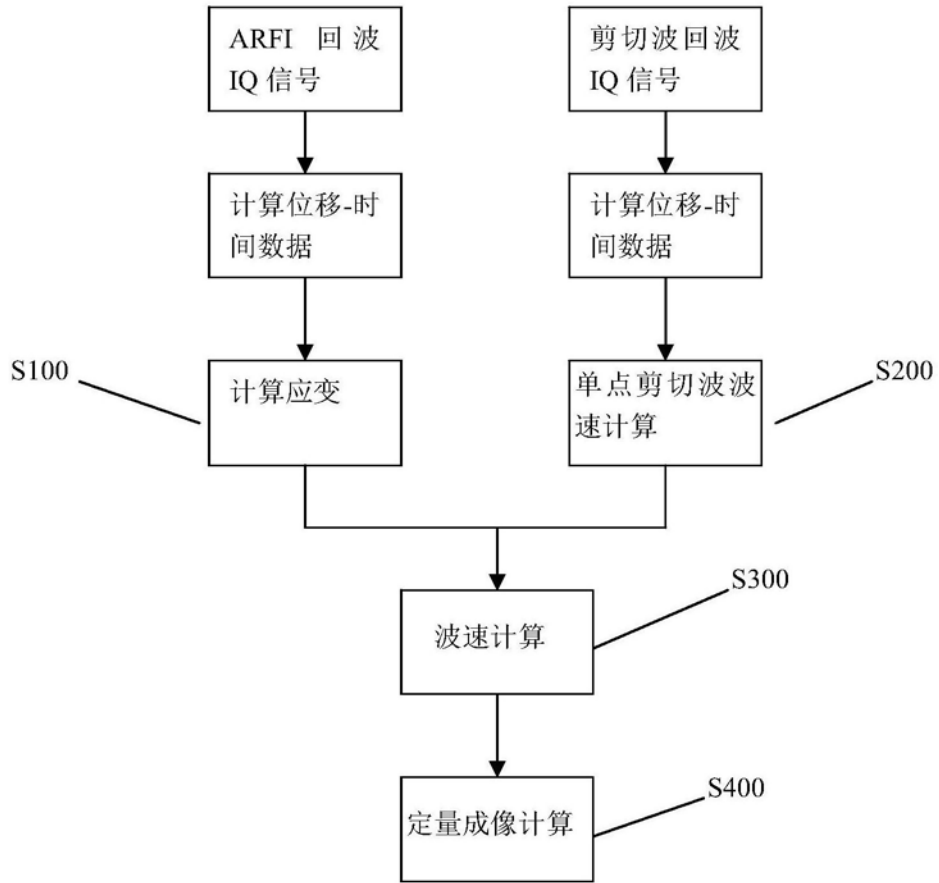 ARFI 回波
IQ 信号
剪切波回波
IQ 信号
计算位移-时
间数据
计算位移-时
间数据
S100
计算应变
单点剪切波波
速计算
S200
波速计算
S300
定量成像计算
S400